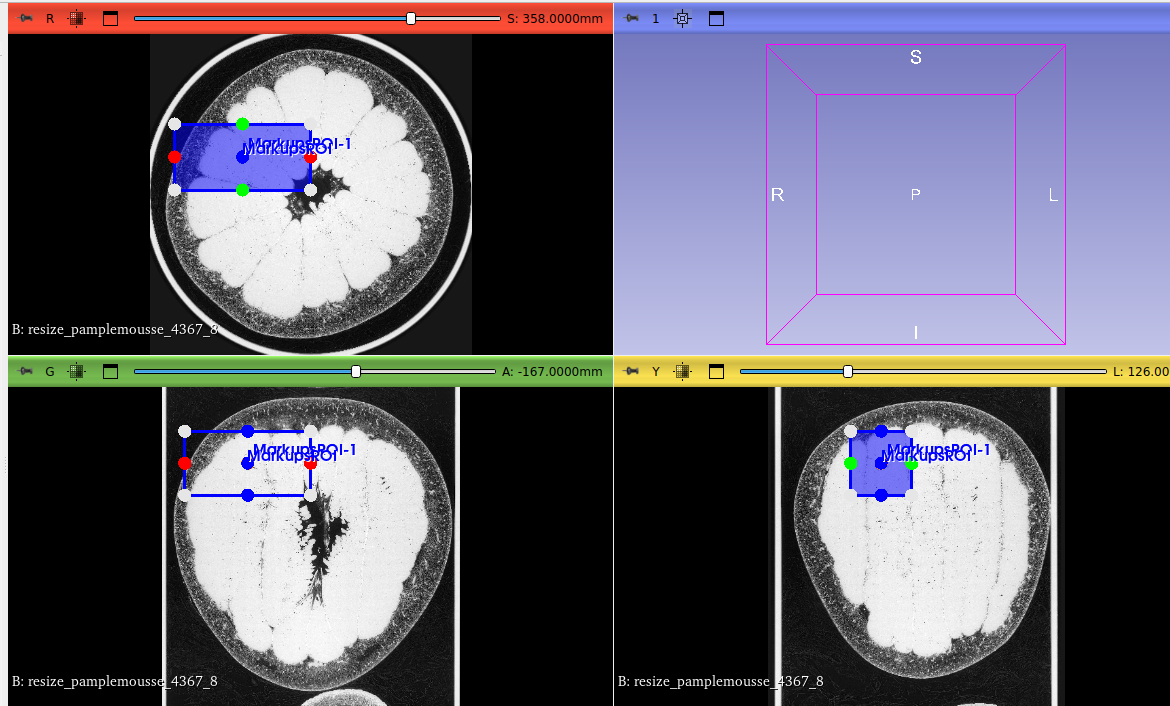 R S: 358.0000mm
MarkupsROI-1
MarkupsROI
B: resize_pamplemousse_4367_8
1
S
R P L
I
G A: -167.0000mm
MarkupsROI-1
MarkupsROI
B: resize_pamplemousse_4367_8
Y L: 126.00
MarkupsROI-1
MarkupsROI
B: resize_pamplemousse_4367_8